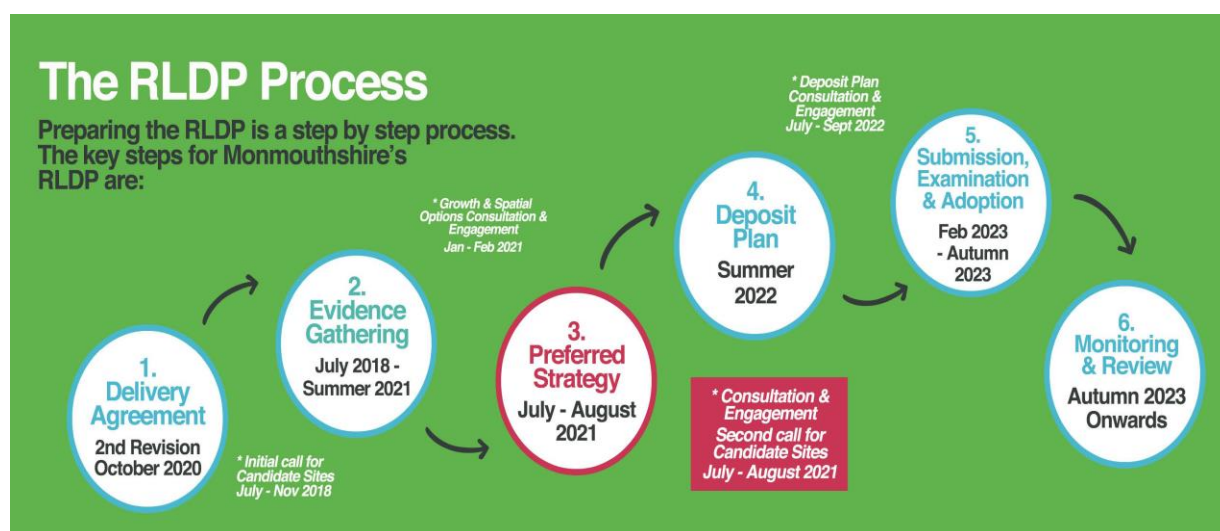 The RLDP Process
Preparing the RLDP is a step by step process.
The key steps for Monmouthshire's
RLDP are:
1.
Delivery
Agreement
2nd Revision
October 2020
* Initial call for
Candidate Sites
July - Nov 2018
2.
Evidence
Gathering
July 2018 -
Summer 2021
* Growth & Spatial
Options Consultation &
Engagement
Jan - Feb 2021
3.
Preferred
Strategy
July - August
2021
* Consultation &
Engagement
Second call for
Candidate Sites
July - August 2021
4.
Deposit
Plan
Summer
2022
* Deposit Plan
Consultation &
Engagement
July - Sept 2022
5.
Submission,
Examination
& Adoption
Feb 2023
- Autumn
2023
6.
Monitoring
& Review
Autumn 2023
Onwards